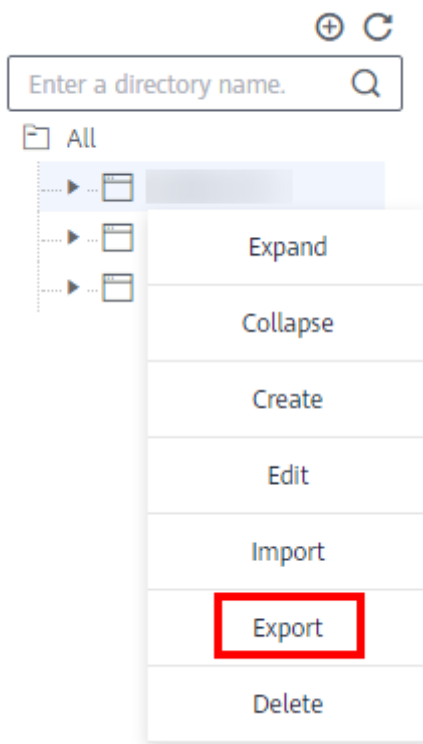 Enter a directory name.
All
Expand
Collapse
Create
Edit
Import
Export
Delete